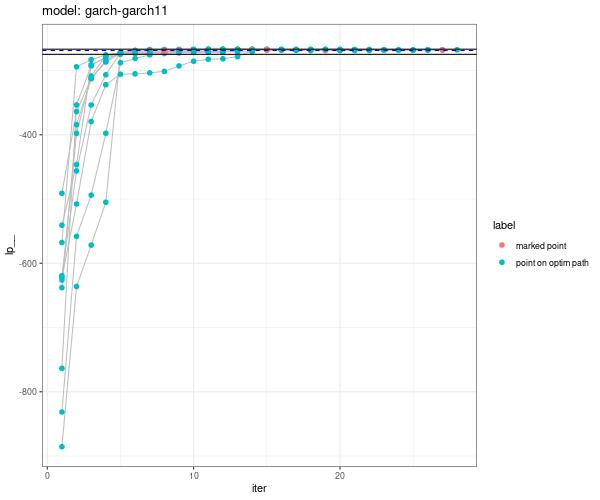 model: garch-garch11
-400
-600
-800
lp__
0
10
20
iter
label
marked point
point on optim path